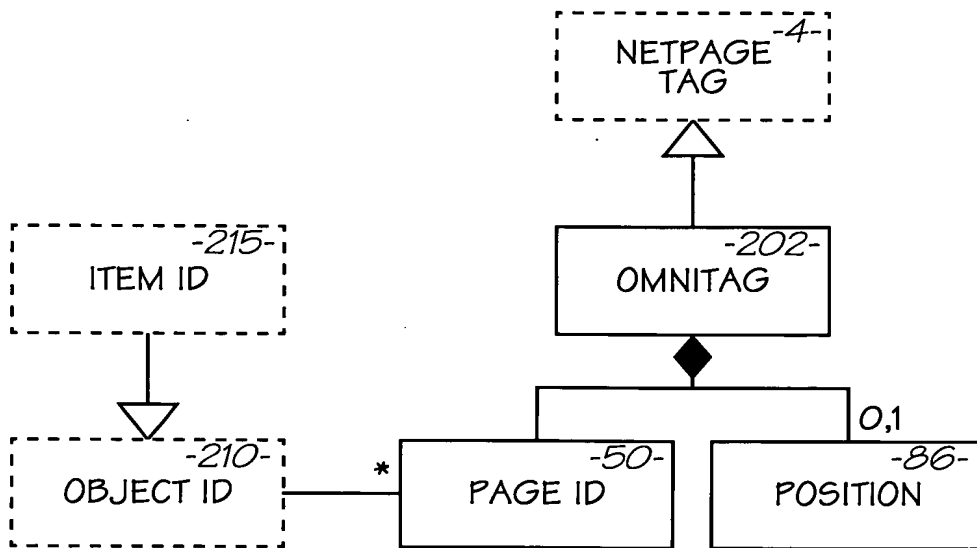 -4-
NETPAGE
TAG
-215-
ITEM ID
-202-
OMNITAG
0,1
-210-
OBJECT ID
*
-50-
PAGE ID
-86-
POSITION